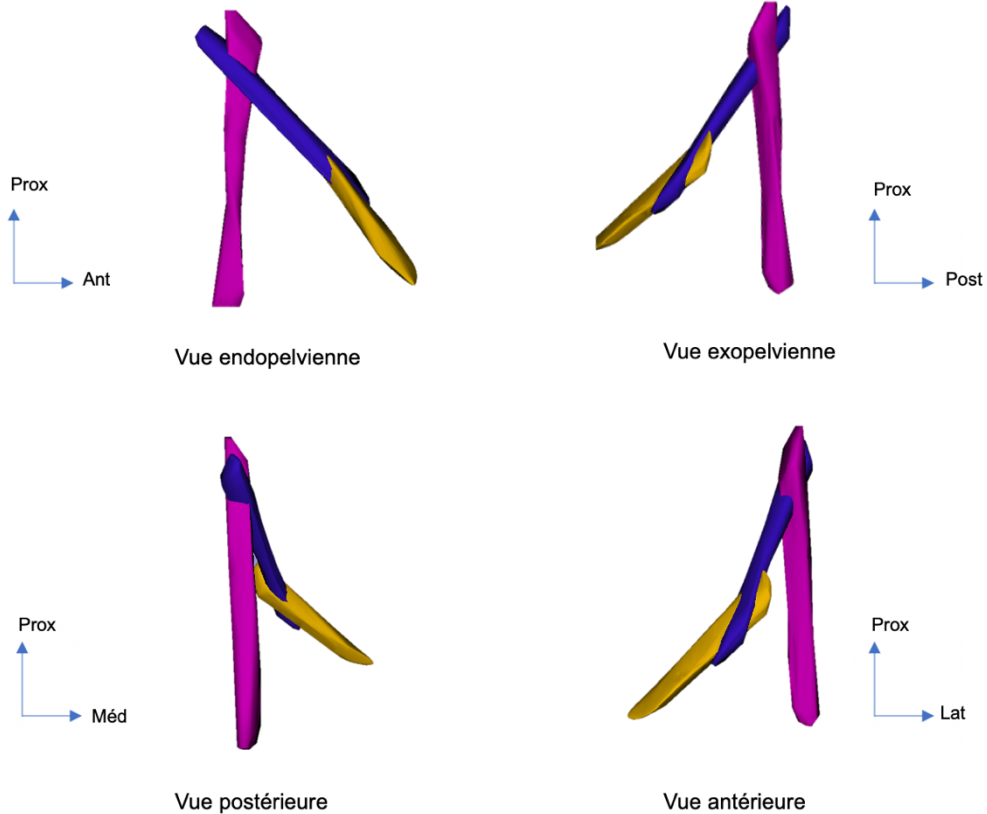 Prox
Ant
Vue endopelvienne
Prox
Post
Vue exopelvienne
Prox
Méd
Vue postérieure
Prox
Lat
Vue antérieure